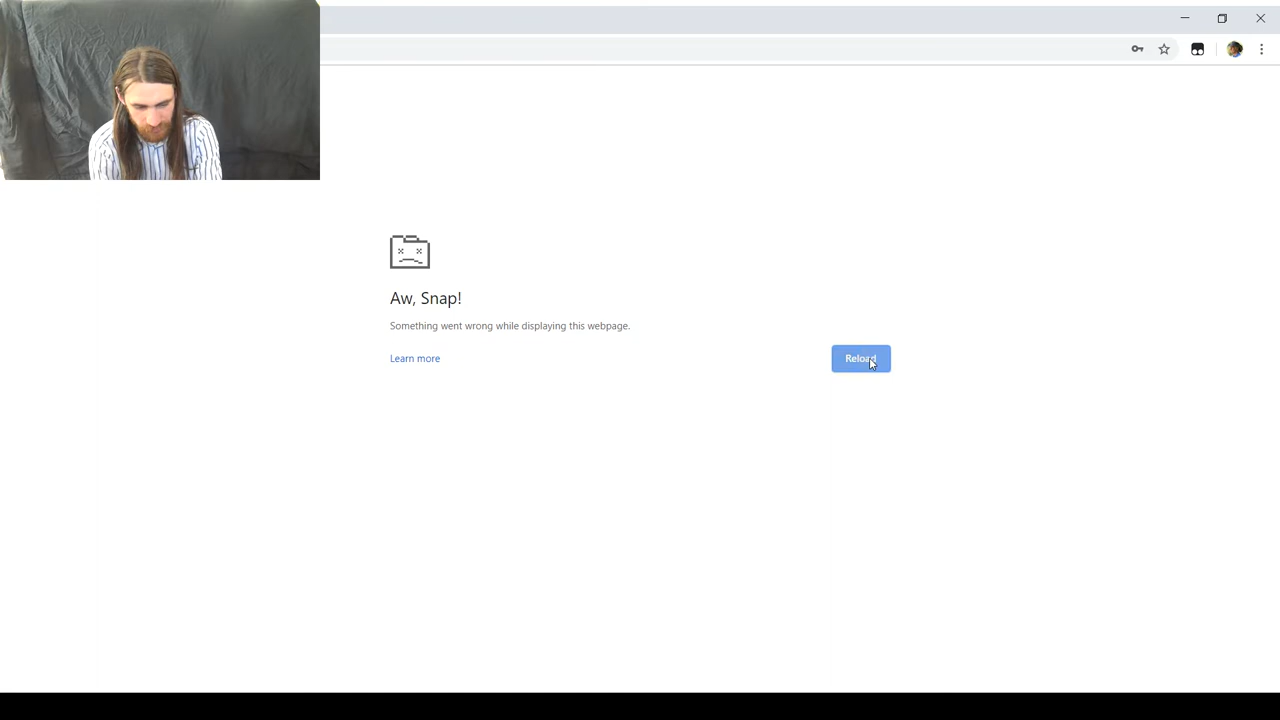 Aw, Snap!
Something went wrong while displaying this webpage.
Learn more
Reload